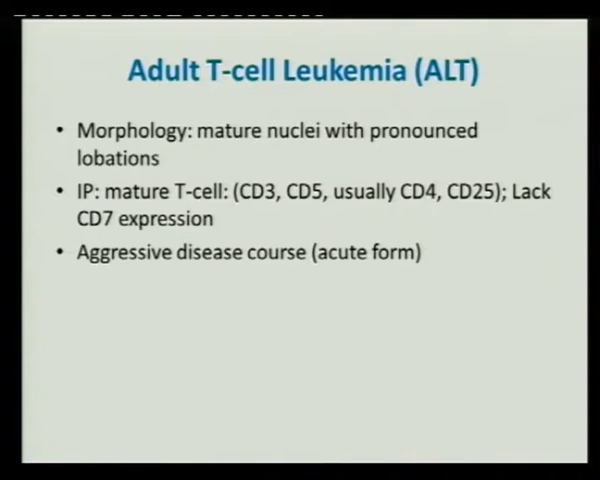 Adult T-cell Leukemia (ALT)
• Morphology: mature nuclei with pronounced
lobations
• IP: mature T-cell: (CD3, CD5, usually CD4, CD25); Lack
CD7 expression
• Aggressive disease course (acute form)